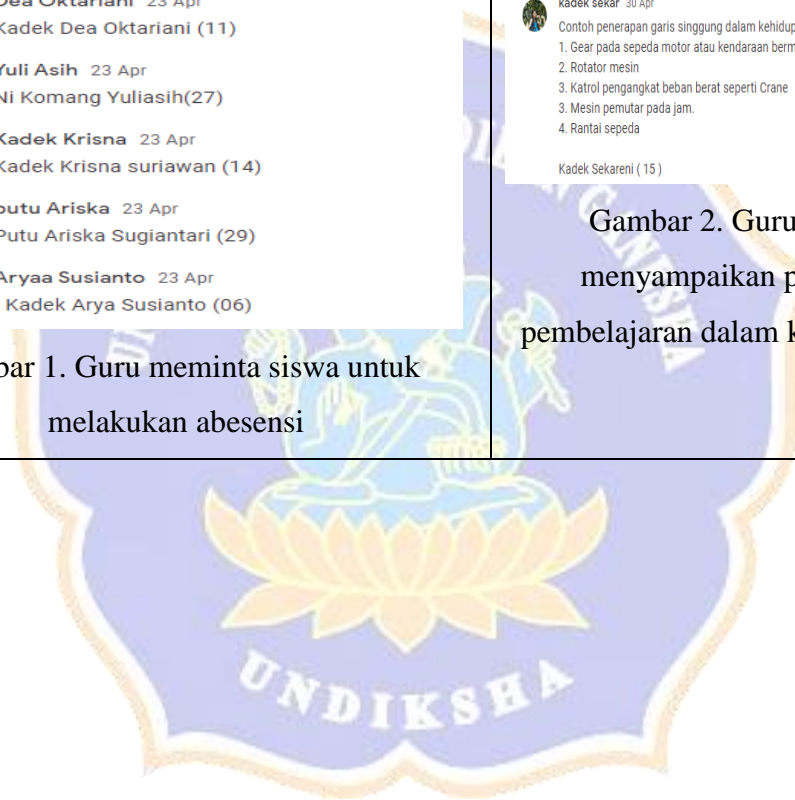 Dea Oktariani 23 Apr
Kadek Dea Oktariani (11)
Yuli Asih 23 Apr
Ni Komang Yuliasih(27)
Kadek Krisna 23 Apr
Kadek Krisna suriawan (14)
putu Ariska 23 Apr
Putu Ariska Sugiantari (29)
Aryaa Susianto 23 Apr
Kadek Arya Susianto (06)
bar 1. Guru meminta siswa untuk
melakukan abesensi
kadek sekar 30 Apr
Contoh penerapan garis singgung dalam kehidup
1. Gear pada sepeda motor atau kendaraan berm
2. Rotator mesin
3. Katrol pengangkat beban berat seperti Crane
3. Mesin pemutar pada jam.
4. Rantai sepeda
Kadek Sekareni ( 15 )
Gambar 2. Guru
menyampaikan p
pembelajaran dalam k
GANESHA
UNDIKSHA